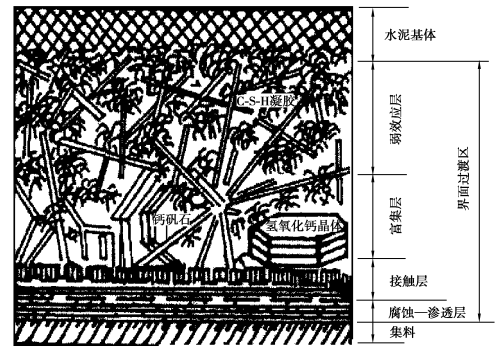 水泥基体
C-S-H凝胶
弱效应层
界面过渡区
富集层
钙矾石
氢氧化钙晶体
接触层
腐蚀—渗透层
集料